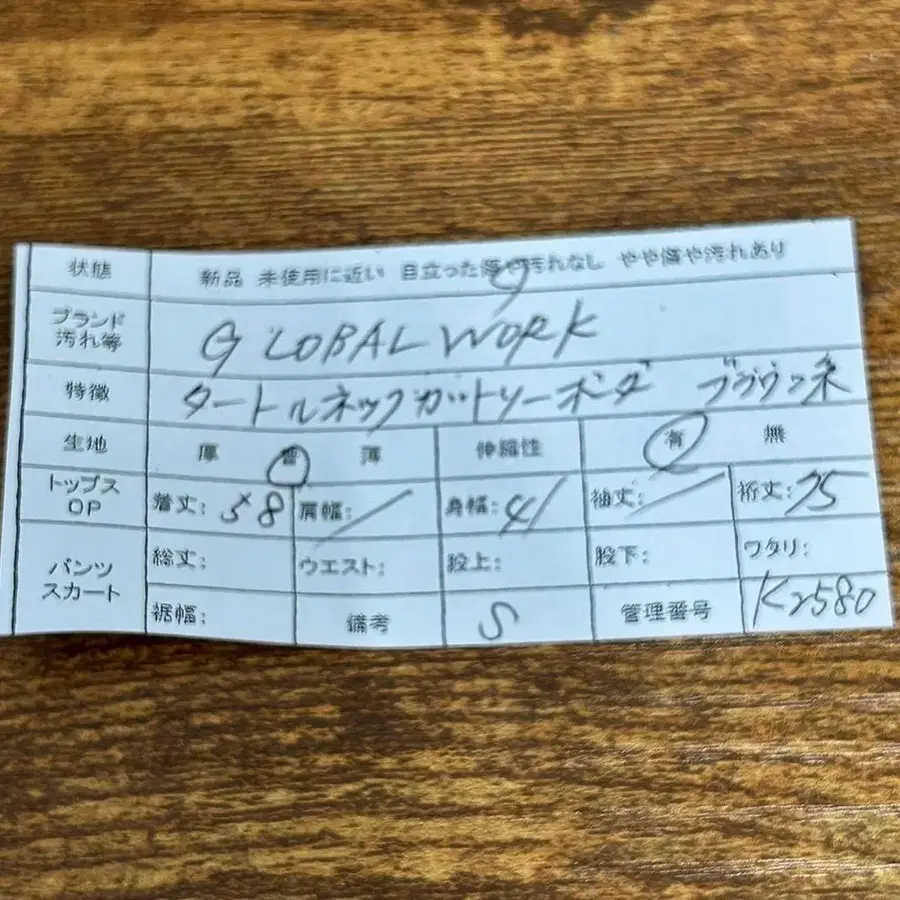 状態 新品 未使用に近い 目立った傷や汚れなし やや傷や汚れあり
ブランド
汚れ等 GLOBAL WORK
特徴 タートルネックカットソーボーダ ブラウン系
生地 厚 普 薄 伸縮性 有 無
トップス
OP 着丈: 58 肩幅: / 身幅: 41 袖丈: / 裄丈: 75
パンツ
スカート 総丈: ウエスト: 股上: 股下: ワタリ:
裾幅: 備考 S 管理番号 K2580